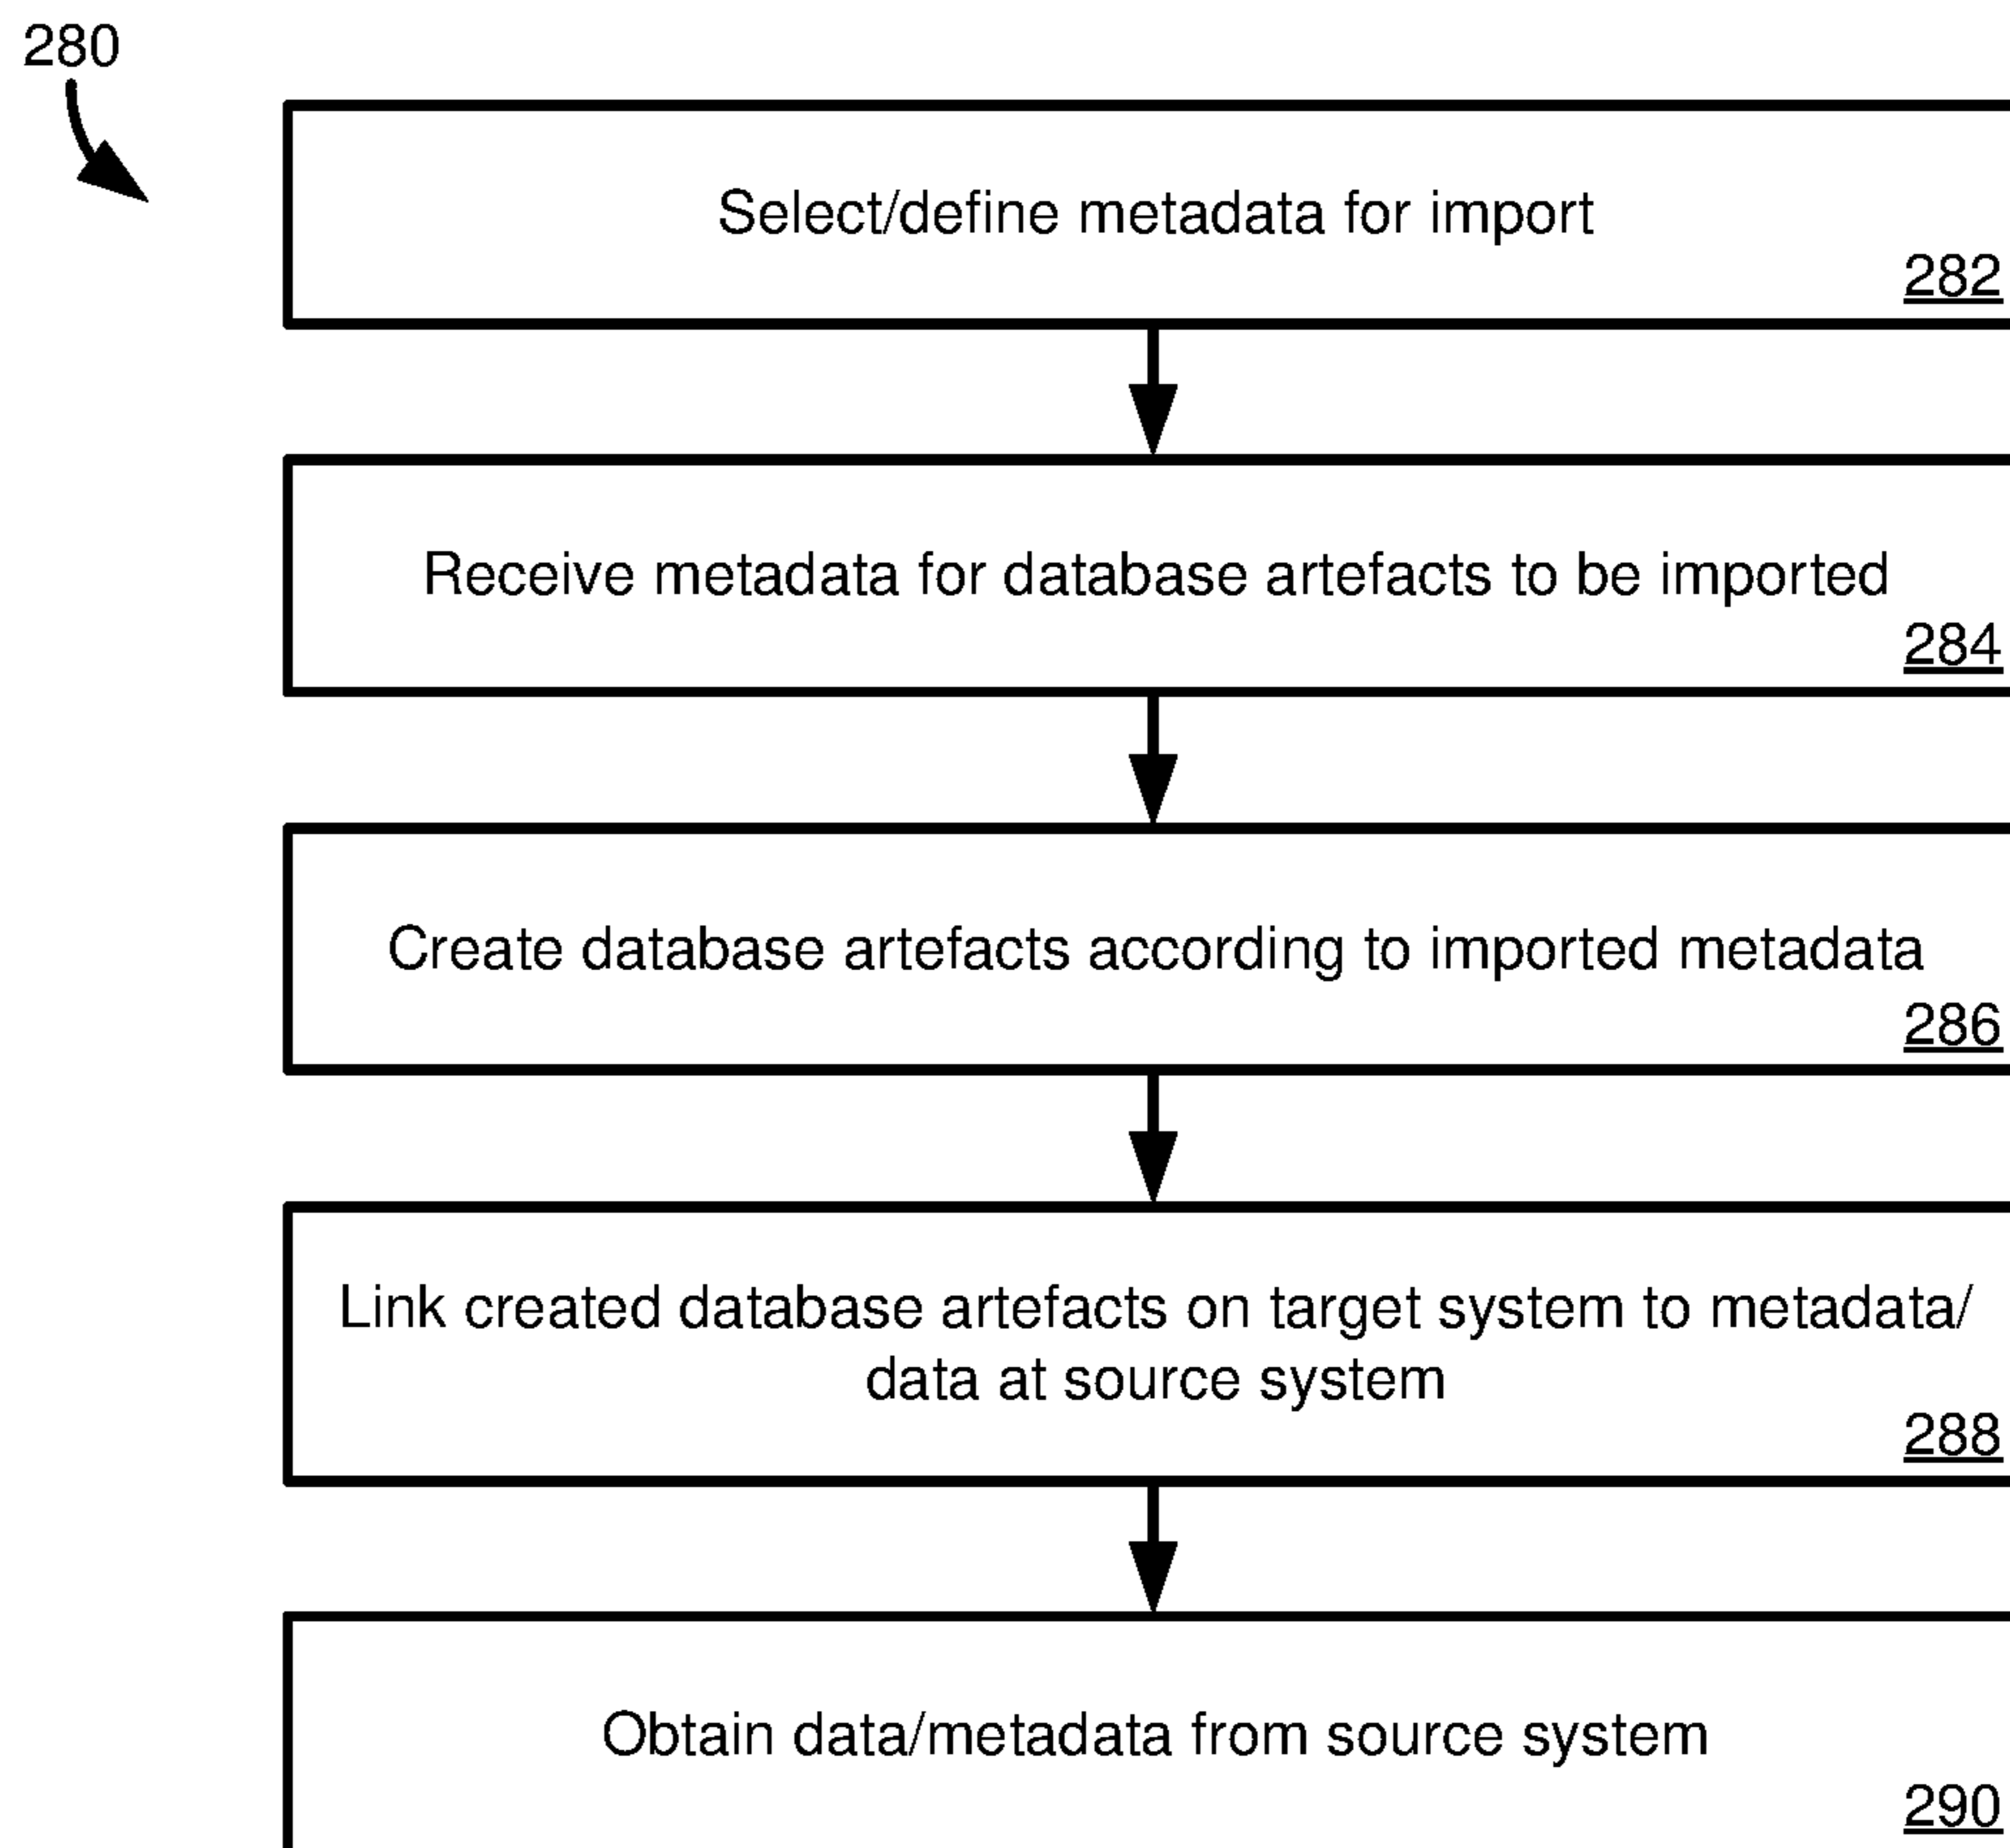 280
Select/define metadata for import
282
Receive metadata for database artefacts to be imported
284
Create database artefacts according to imported metadata
286
Link created database artefacts on target system to metadata/
data at source system
288
Obtain data/metadata from source system
290